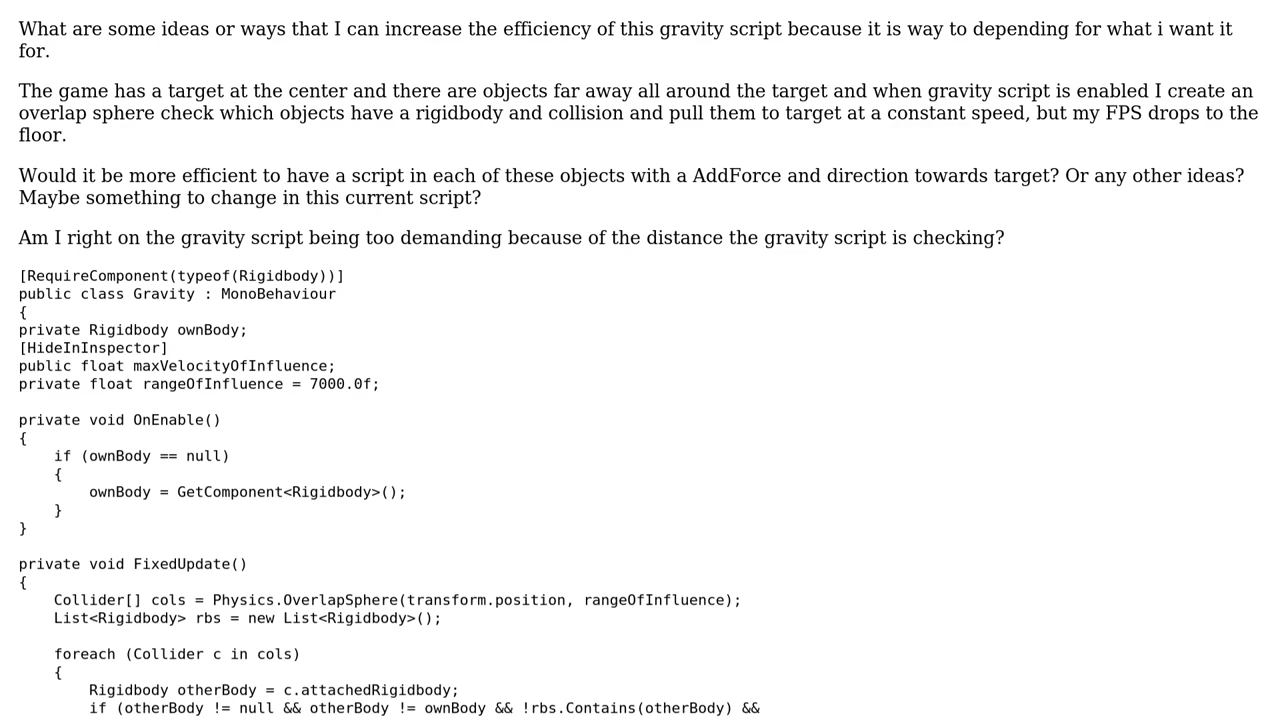 What are some ideas or ways that I can increase the efficiency of this gravity script because it is way to depending for what i want it
for.
The game has a target at the center and there are objects far away all around the target and when gravity script is enabled I create an
overlap sphere check which objects have a rigidbody and collision and pull them to target at a constant speed, but my FPS drops to the
floor.
Would it be more efficient to have a script in each of these objects with a AddForce and direction towards target? Or any other ideas?
Maybe something to change in this current script?
Am I right on the gravity script being too demanding because of the distance the gravity script is checking?
[RequireComponent(typeof(Rigidbody))]
public class Gravity : MonoBehaviour
{
private Rigidbody ownBody;
[HideInInspector]
public float maxVelocityOfInfluence;
private float rangeOfInfluence = 7000.0f;
private void OnEnable()
{
    if (ownBody == null)
    {
        ownBody = GetComponent<Rigidbody>();
    }
}
private void FixedUpdate()
{
    Collider[] cols = Physics.OverlapSphere(transform.position, rangeOfInfluence);
    List<Rigidbody> rbs = new List<Rigidbody>();
    foreach (Collider c in cols)
    {
        Rigidbody otherBody = c.attachedRigidbody;
        if (otherBody != null && otherBody != ownBody && !rbs.Contains(otherBody) &&